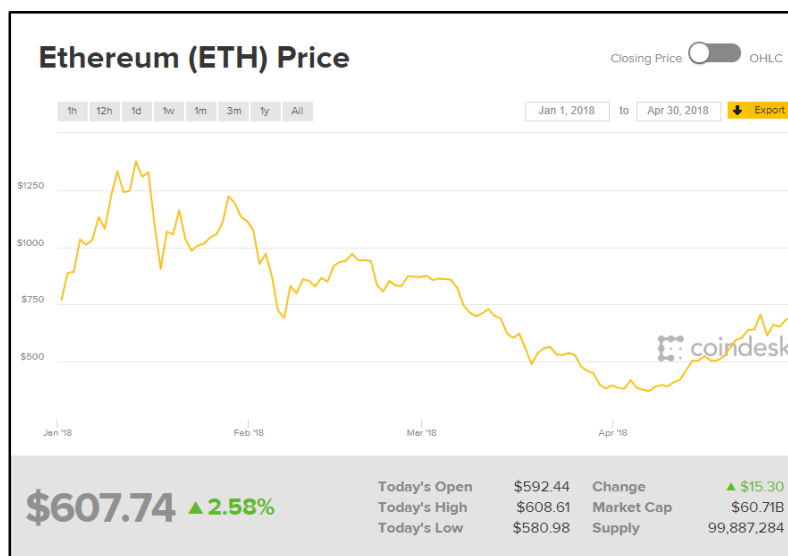 Ethereum (ETH) Price
Closing Price OHLC
1h 12h 1d 1w 1m 3m 1y All
Jan 1, 2018 to Apr 30, 2018 Export
$1250
$1000
$750
$500
coindesk
Jan '18 Feb '18 Mar '18 Apr '18
$607.74 ▲ 2.58%
Today's Open $592.44 Change ▲ $15.30
Today's High $608.61 Market Cap $60.71B
Today's Low $580.98 Supply 99,887,284